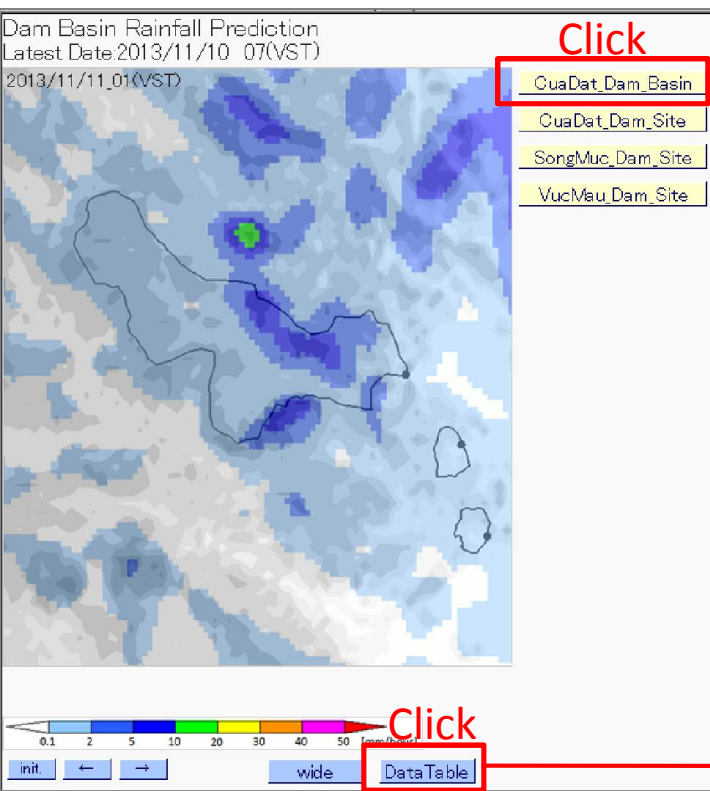 Dam Basin Rainfall Prediction
Latest Date:2013/11/10 07(VST)
Click
2013/11/11_01(VST)
CuaDat_Dam_Basin
CuaDat_Dam_Site
SongMuc_Dam_Site
VucMau_Dam_Site
Click
0.1 2 5 10 20 30 40 50 [mm/hour]
init. ← → wide DataTable